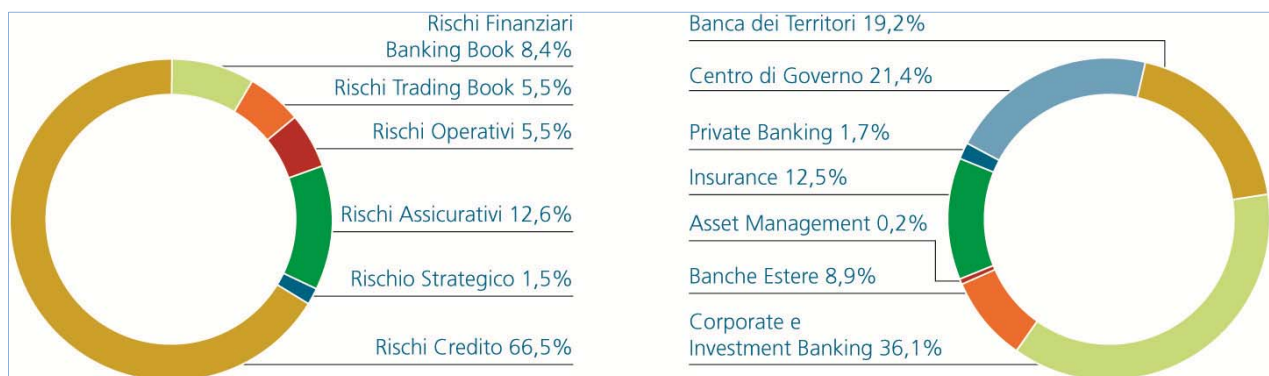 Rischi Finanziari
Banking Book 8,4%
Rischi Trading Book 5,5%
Rischi Operativi 5,5%
Rischi Assicurativi 12,6%
Rischio Strategico 1,5%
Rischi Credito 66,5%
Banca dei Territori 19,2%
Centro di Governo 21,4%
Private Banking 1,7%
Insurance 12,5%
Asset Management 0,2%
Banche Estere 8,9%
Corporate e
Investment Banking 36,1%